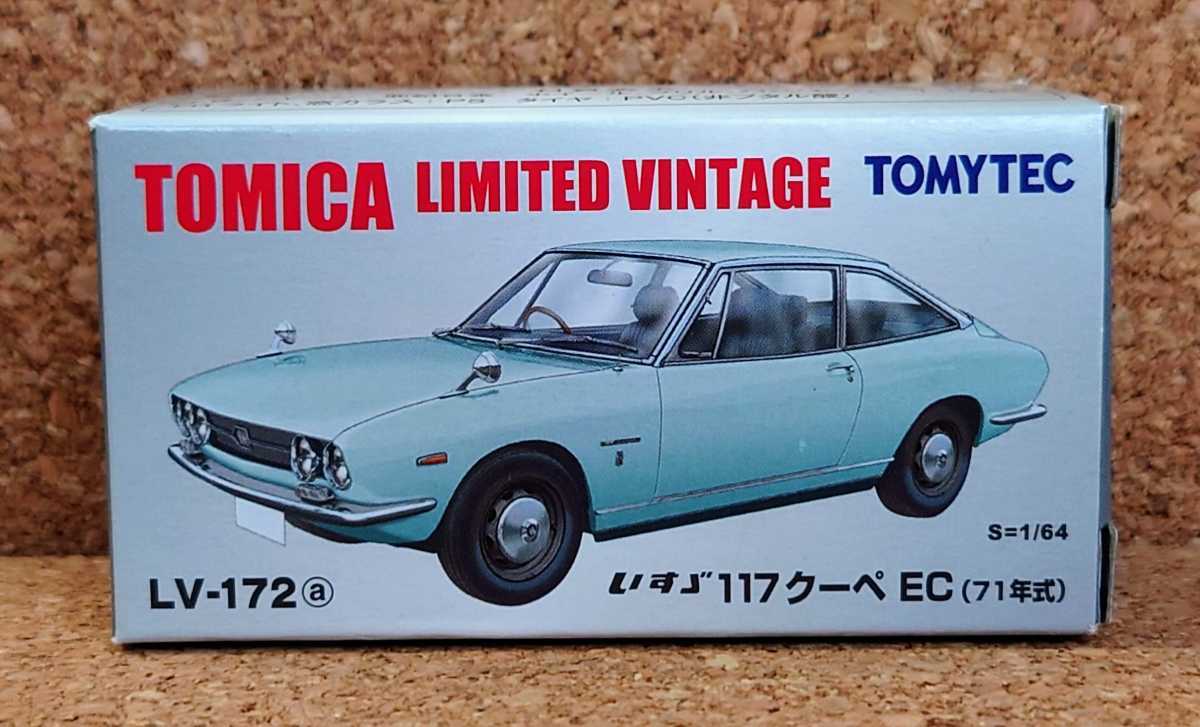 TOMICA LIMITED VINTAGE TOMYTEC
S=1/64
LV-172ⓐ いすゞ 117クーペ EC (71年式)